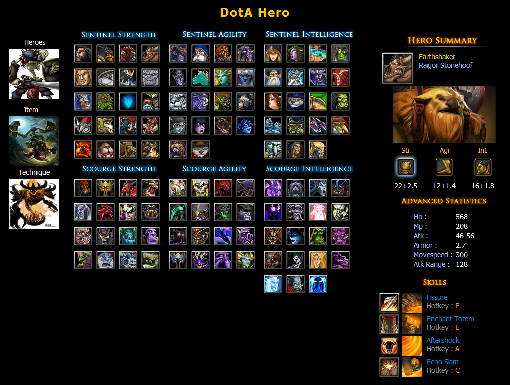 DotA Hero
Heroes
Item
Technique
Sentinel Strength
Sentinel Agility
Sentinel Intelligence
Scourge Strength
Scourge Agility
Scourge Intelligence
Hero Summary
Earthshaker
Raigor Stonehoof
Str Agi Int
22+2.5 12+1.4 16+1.8
Advanced Statistics
Hp : 568
Mp : 208
Atk : 46-56
Armor : 2.7
Movespeed : 300
Atk Range : 128
Skills
Fissure
Hotkey : F
Enchant Totem
Hotkey : E
Aftershock
Hotkey : A
Echo Slam
Hotkey : C